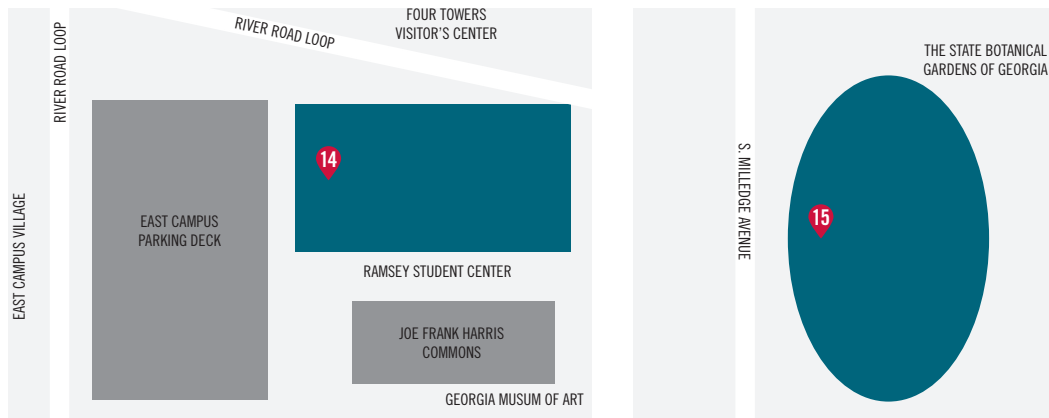 FOUR TOWERS
VISITOR'S CENTER
RIVER ROAD LOOP
RIVER ROAD LOOP
14
EAST CAMPUS VILLAGE
EAST CAMPUS
PARKING DECK
RAMSEY STUDENT CENTER
JOE FRANK HARRIS
COMMONS
GEORGIA MUSUM OF ART
THE STATE BOTANICAL
GARDENS OF GEORGIA
S. MILLEDGE AVENUE
15